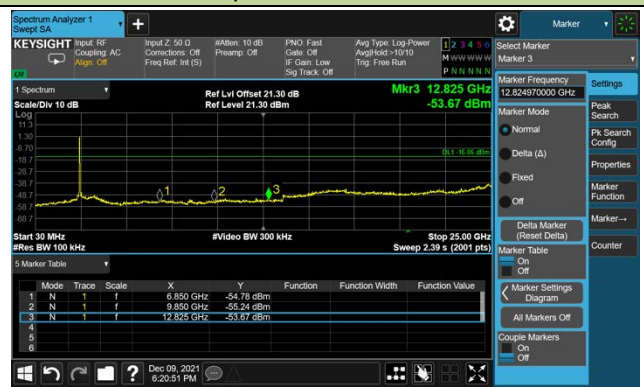 Spectrum Analyzer 1
Swept SA
Marker
KEYSIGHT Input: RF Input Z: 50 Ω #Atten: 10 dB PNO: Fast Avg Type: Log-Power 1 2 3 4 5 6
Coupling: AC Corrections: Off Preamp: Off Gate: Off Avg|Hold:>10/10 M W W W W W
Align: Off Freq Ref: Int (S) IF Gain: Low Trig: Free Run
Sig Track: Off P N N N N N
Select Marker
Marker 3
1 Spectrum
Ref Lvl Offset 21.30 dB Mkr3 12.825 GHz
Scale/Div 10 dB Ref Level 21.30 dBm -53.67 dBm
Log
11.3
1.30
-8.70
-18.7
-28.7
-38.7
-48.7
-58.7
-68.7
DL1 -16.06 dBm
1 2 3
Start 30 MHz #Video BW 300 kHz Stop 25.00 GHz
#Res BW 100 kHz Sweep 2.39 s (2001 pts)
5 Marker Table
Mode Trace Scale X Y Function Function Width Function Value
1 N 1 f 6.850 GHz -54.78 dBm
2 N 1 f 9.850 GHz -55.24 dBm
3 N 1 f 12.825 GHz -53.67 dBm
4
5
6
Marker Frequency
12.824970000 GHz
Marker Mode
Normal
Delta (Δ)
Fixed
Off
Delta Marker
(Reset Delta)
Marker Table
On
Off
Marker Settings
Diagram
All Markers Off
Couple Markers
On
Off
Settings
Peak
Search
Pk Search
Config
Properties
Marker
Function
Marker→
Counter
Dec 09, 2021
6:20:51 PM